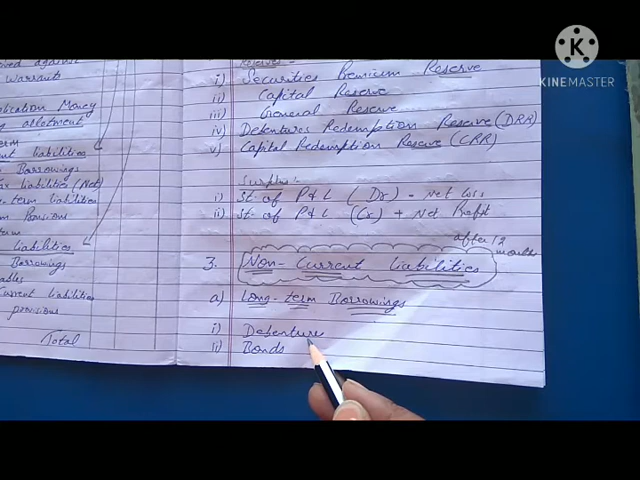 against
warrants
Money
allotment
liabilities
Borrowings
liabilities (Net)
term liabilities
Provisions
liabilities
Borrowings
Current liabilities
provisions
Total
Reserves -
i) Securities Premium Reserve
ii) Capital Reserve
iii) General Reserve
iv) Debentures Redemption Reserve (DRR)
v) Capital Redemption Reserve (CRR)
Surplus :-
i) St. of P & L (Dr) - Net loss
ii) St. of P & L (Cr) + Net Profit
after 12 months
3. Non-Current liabilities
a) Long-term Borrowings
i) Debenture
ii) Bonds
K
KINEMASTER